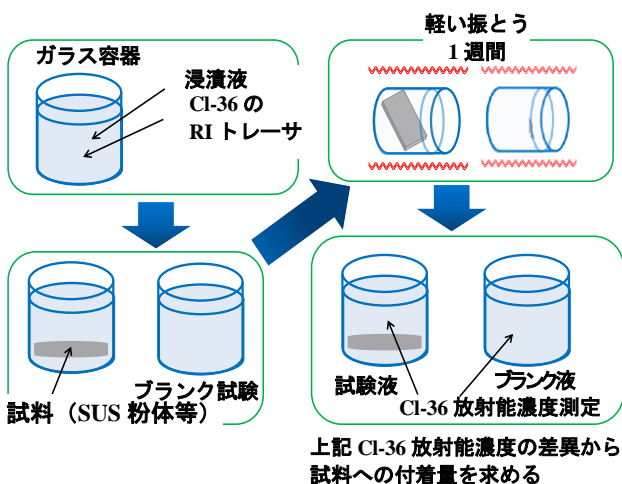 ガラス容器
浸漬液
Cl-36 の
RI トレーサ
試料（SUS 粉体等）
ブランク試験
軽い振とう
1 週間
試験液
ブランク液
Cl-36 放射能濃度測定
上記 Cl-36 放射能濃度の差異から
試料への付着量を求める